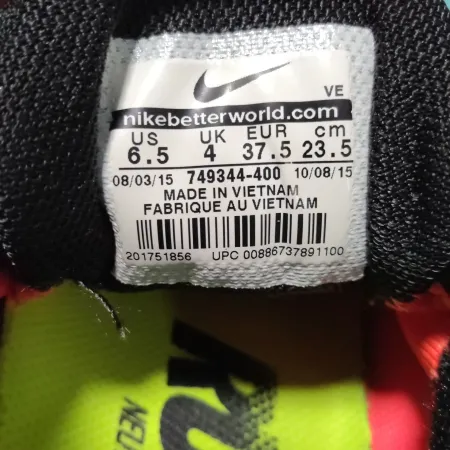 VE
nikebetterworld.com
US UK EUR cm
6.5 4 37.5 23.5
08/03/15 749344-400 10/08/15
MADE IN VIETNAM
FABRIQUE AU VIETNAM
201751856 UPC 00886737891100